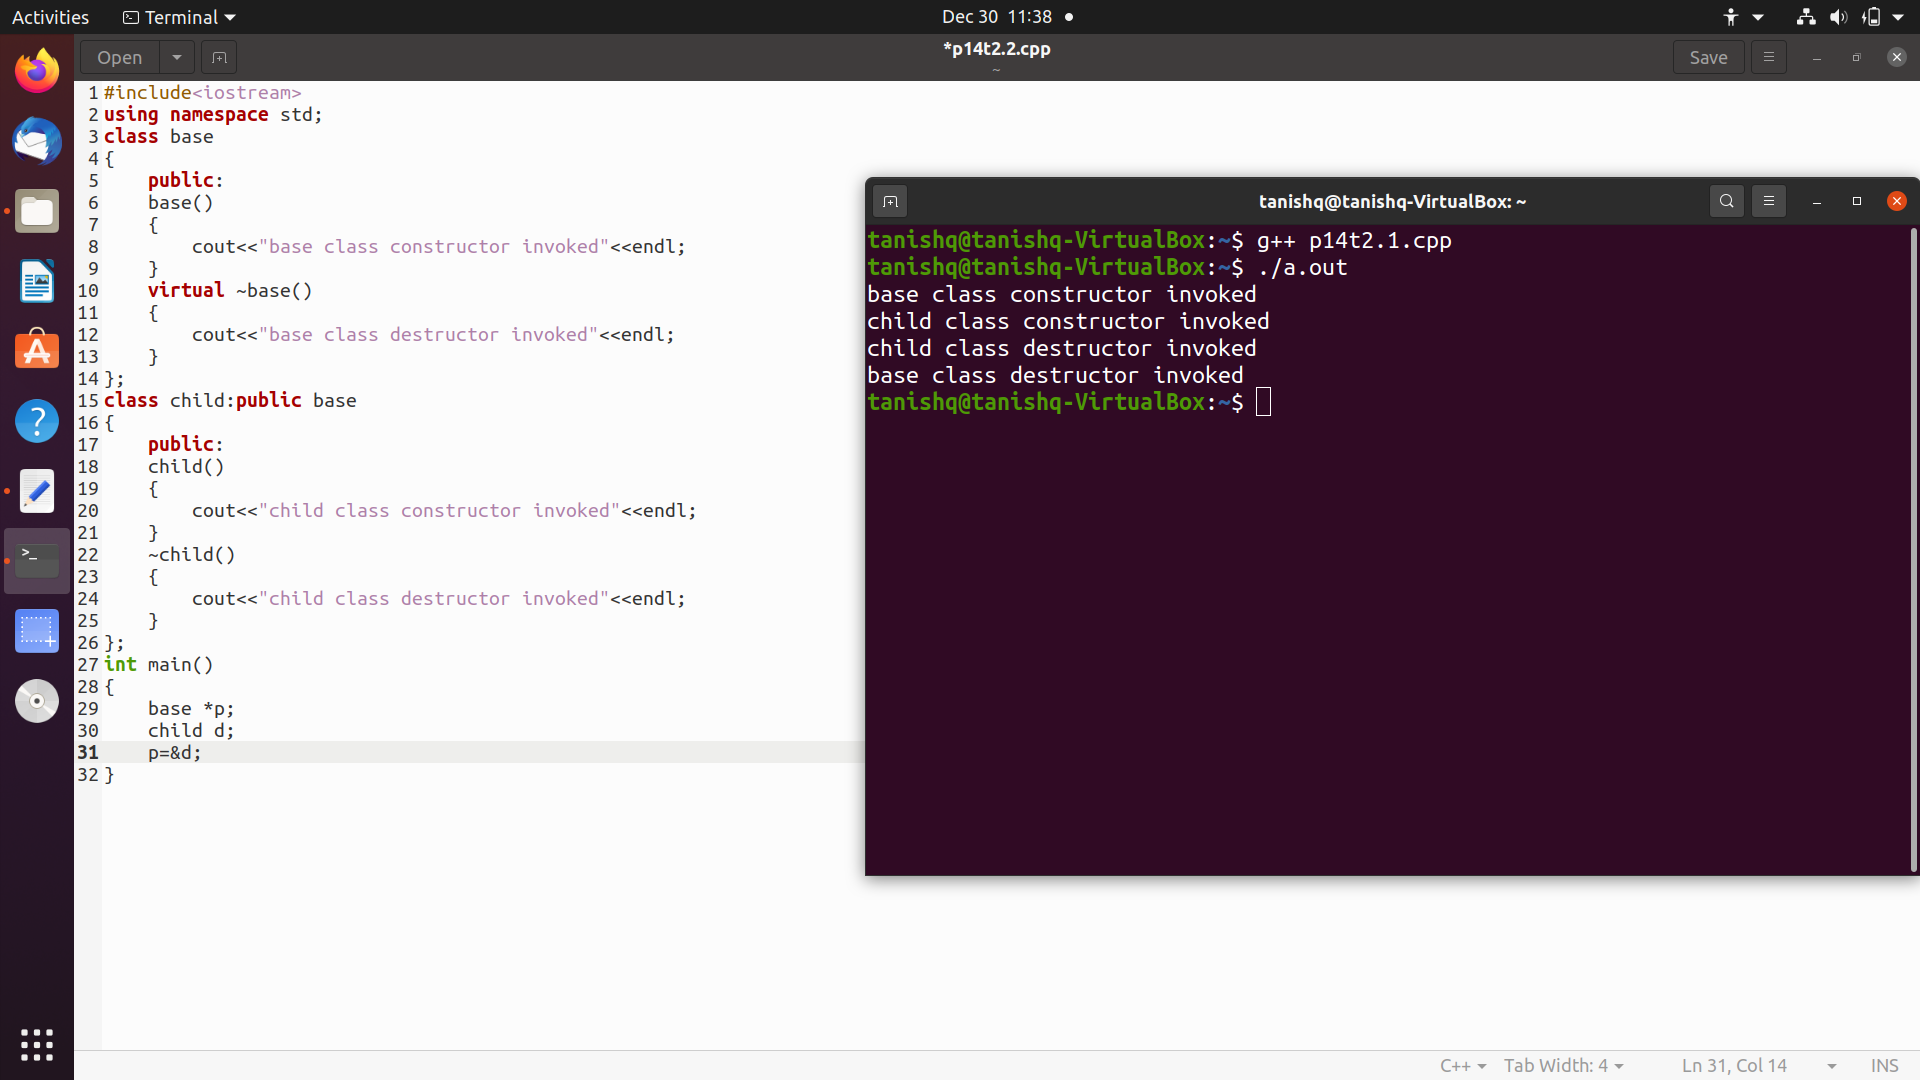 Activities Terminal Dec 30 11:38
Open *p14t2.2.cpp Save
~
1 #include<iostream>
2 using namespace std;
3 class base
4 {
5     public:
6     base()
7     {
8         cout<<"base class constructor invoked"<<endl;
9     }
10     virtual ~base()
11     {
12         cout<<"base class destructor invoked"<<endl;
13     }
14 };
15 class child:public base
16 {
17     public:
18     child()
19     {
20         cout<<"child class constructor invoked"<<endl;
21     }
22     ~child()
23     {
24         cout<<"child class destructor invoked"<<endl;
25     }
26 };
27 int main()
28 {
29     base *p;
30     child d;
31     p=&d;
32 }
tanishq@tanishq-VirtualBox: ~
tanishq@tanishq-VirtualBox:~$ g++ p14t2.1.cpp
tanishq@tanishq-VirtualBox:~$ ./a.out
base class constructor invoked
child class constructor invoked
child class destructor invoked
base class destructor invoked
tanishq@tanishq-VirtualBox:~$
C++ Tab Width: 4 Ln 31, Col 14 INS